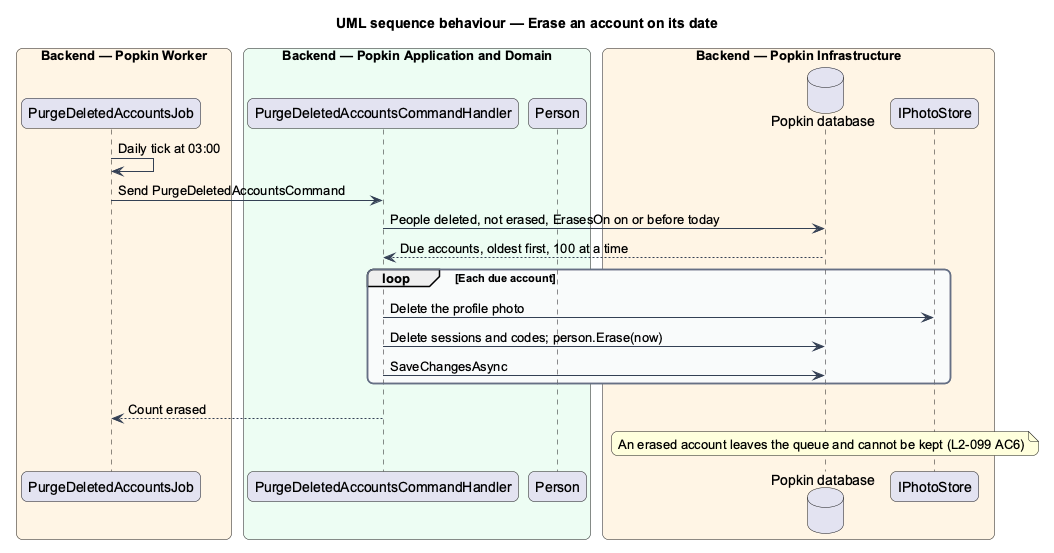 UML sequence behaviour — Erase an account on its date
Backend — Popkin Worker
Backend — Popkin Application and Domain
Backend — Popkin Infrastructure
PurgeDeletedAccountsJob
PurgeDeletedAccountsCommandHandler
Person
Popkin database
IPhotoStore
Daily tick at 03:00
Send PurgeDeletedAccountsCommand
People deleted, not erased, ErasesOn on or before today
Due accounts, oldest first, 100 at a time
loop
[Each due account]
Delete the profile photo
Delete sessions and codes; person.Erase(now)
SaveChangesAsync
Count erased
An erased account leaves the queue and cannot be kept (L2-099 AC6)
PurgeDeletedAccountsJob
PurgeDeletedAccountsCommandHandler
Person
Popkin database
IPhotoStore